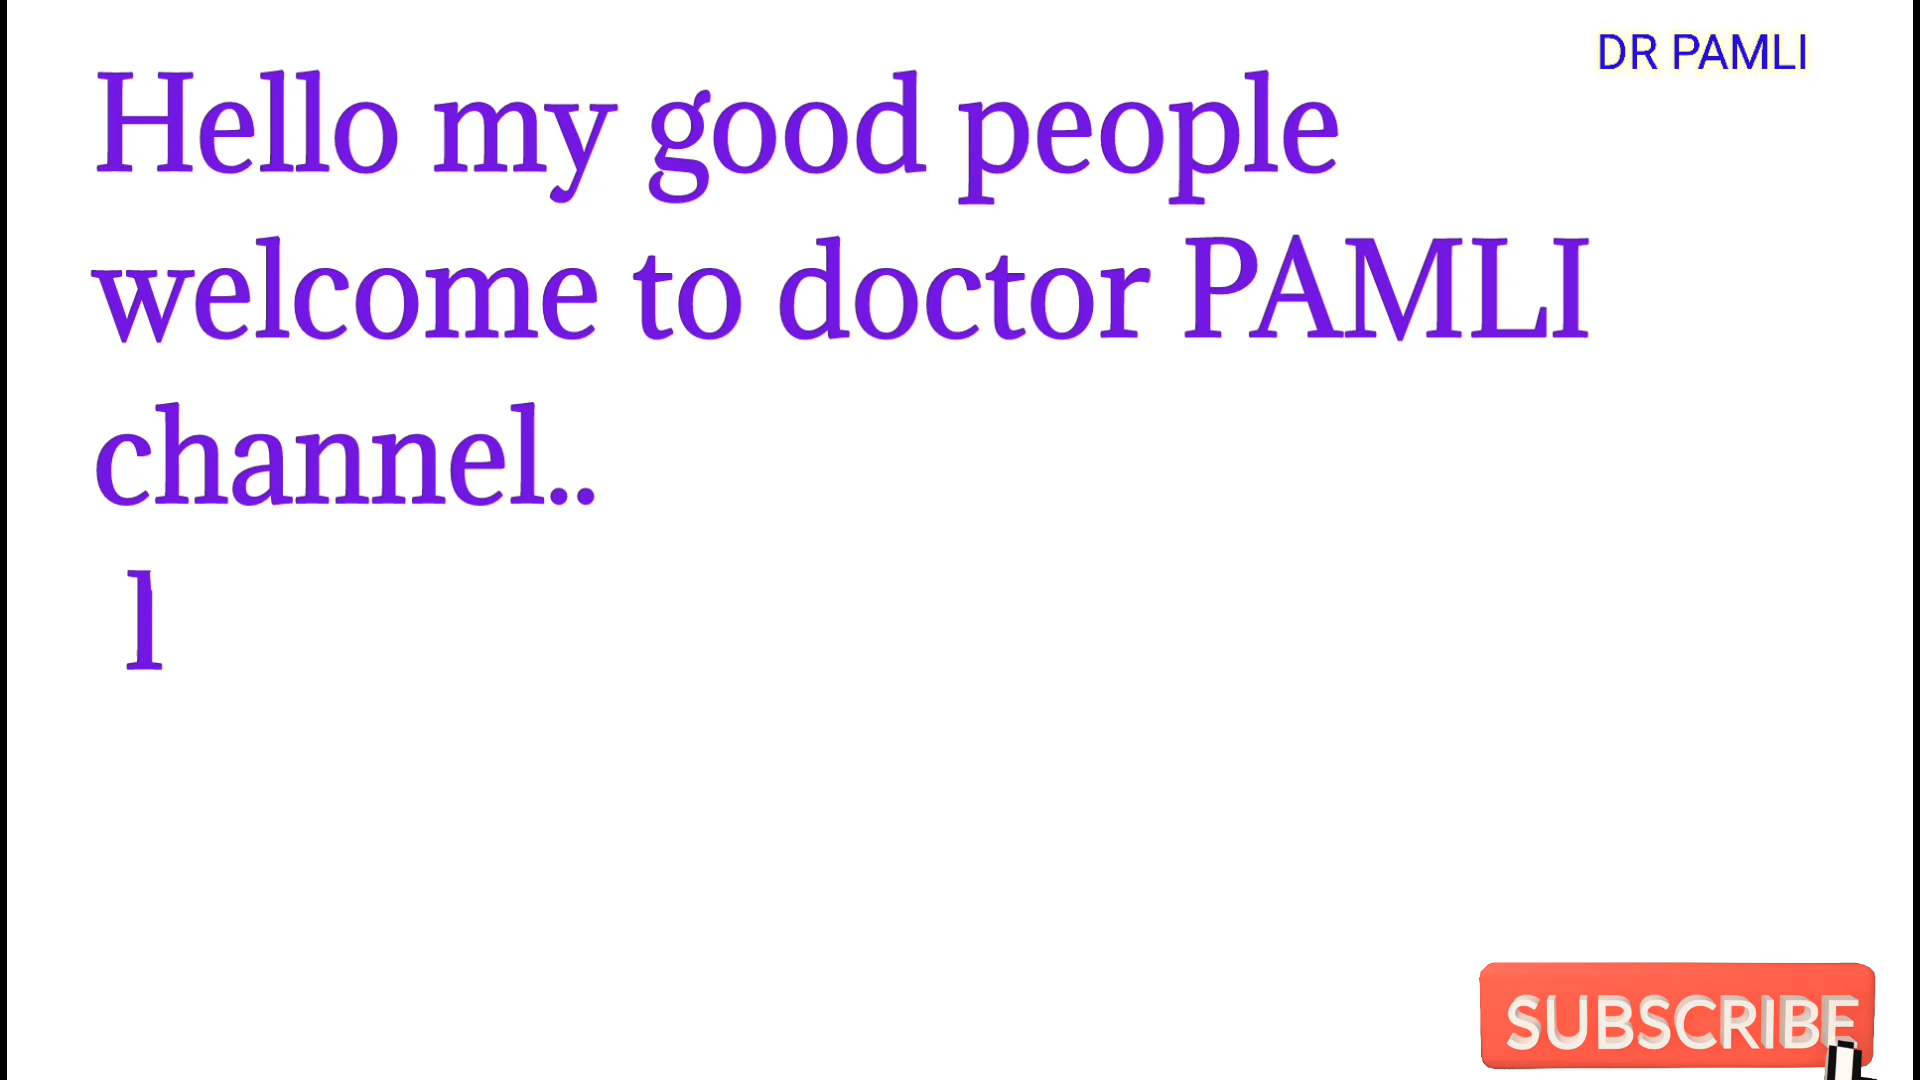 DR PAMLI
Hello my good people
welcome to doctor PAMLI
channel..
SUBSCRIBE